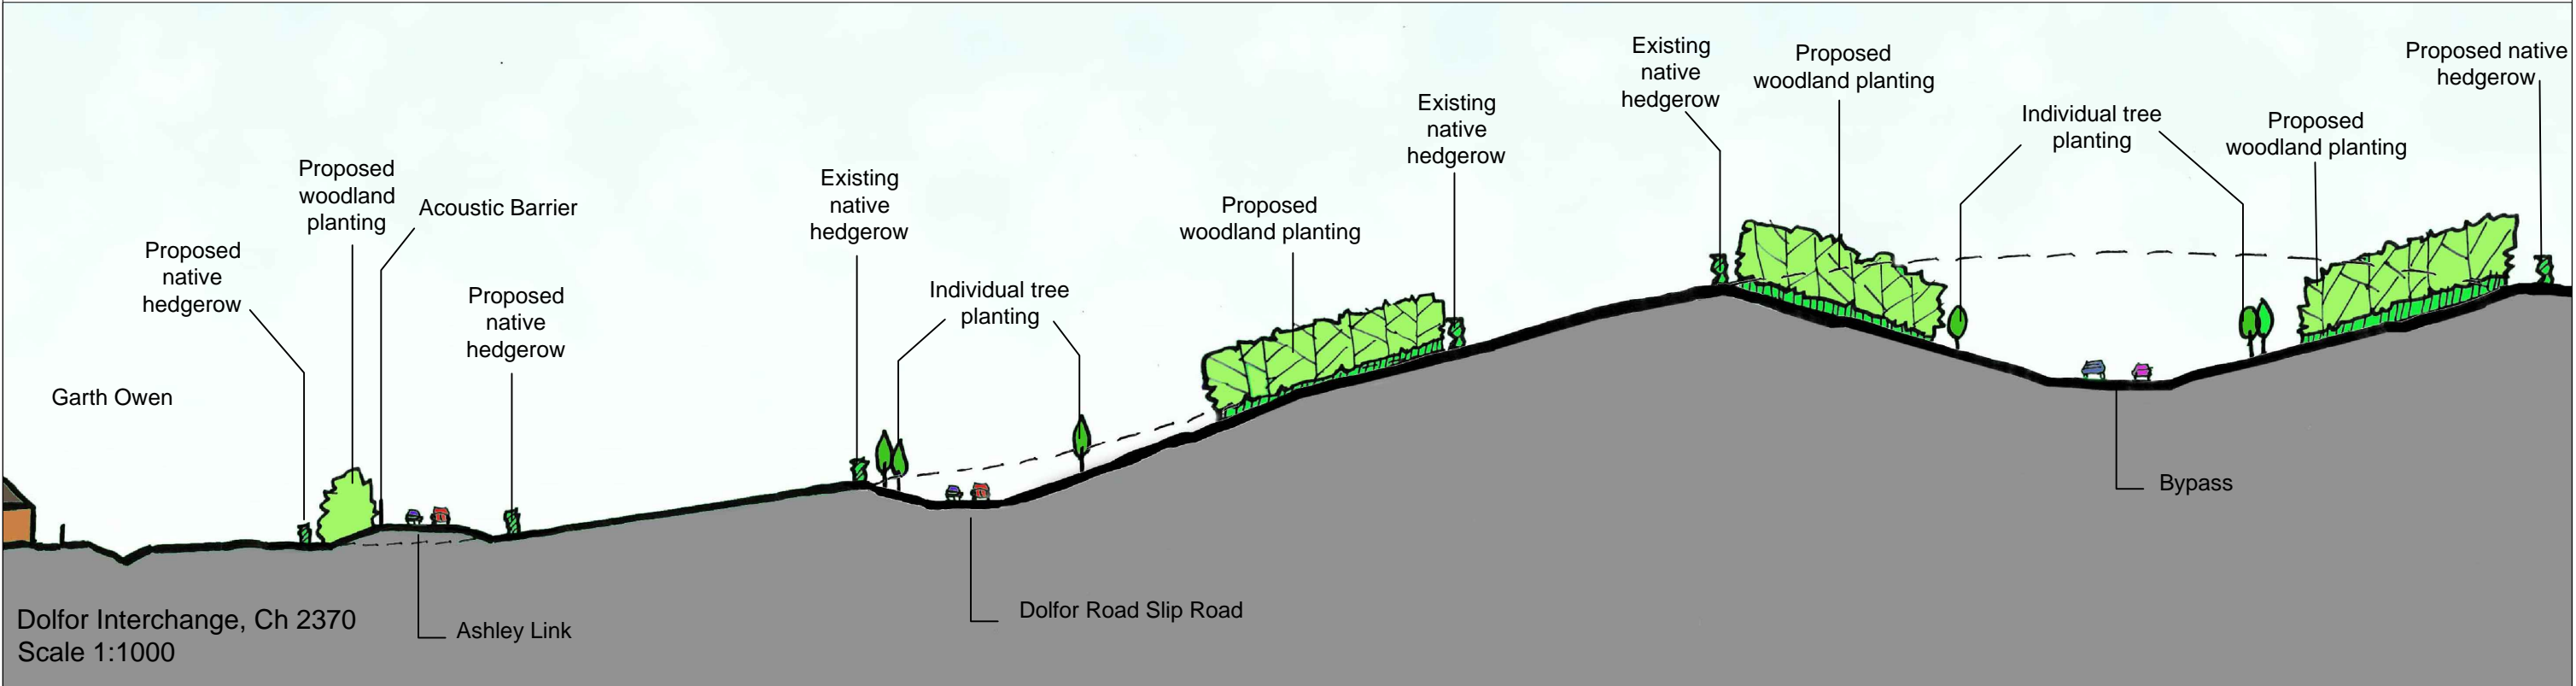 Garth Owen
Proposed
native
hedgerow
Proposed
woodland
planting
Acoustic Barrier
Proposed
native
hedgerow
Existing
native
hedgerow
Individual tree
planting
Proposed
woodland planting
Existing
native
hedgerow
Existing
native
hedgerow
Proposed
woodland planting
Individual tree
planting
Proposed
woodland planting
Proposed native
hedgerow
Bypass
Dolfor Road Slip Road
Ashley Link
Dolfor Interchange, Ch 2370
Scale 1:1000